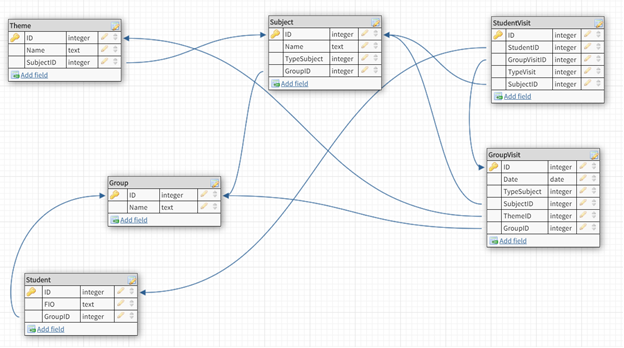 Theme
ID integer
Name text
SubjectID integer
Add field
Subject
ID integer
Name text
TypeSubject integer
GroupID integer
Add field
StudentVisit
ID integer
StudentID integer
GroupVisitID integer
TypeVisit integer
SubjectID integer
Add field
GroupVisit
ID integer
Date date
TypeSubject integer
SubjectID integer
ThemeID integer
GroupID integer
Add field
Group
ID integer
Name text
Add field
Student
ID integer
FIO text
GroupID integer
Add field